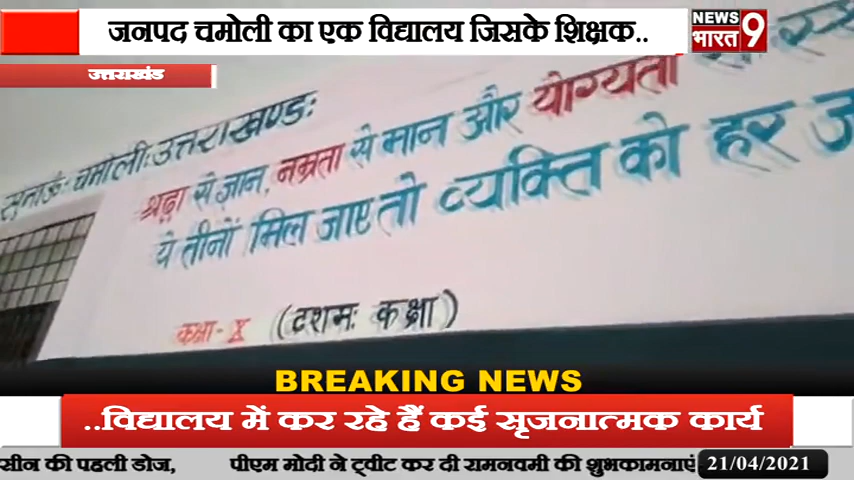 जनपद चमोली का एक विद्यालय जिसके शिक्षक..
NEWS
भारत 9
उत्तराखंड
सुनाऊँ: चमोली: उत्तराखण्ड:
श्रद्धा से ज्ञान, नम्रता से मान और योग्यता
ये तीनों मिल जाए तो व्यक्ति को हर
कक्षा - X (दशम: कक्षा)
BREAKING NEWS
..विद्यालय में कर रहे हैं कई सृजनात्मक कार्य
सीन की पहली डोज, पीएम मोदी ने ट्वीट कर दी रामनवमी की शुभकामनाएं
21/04/2021